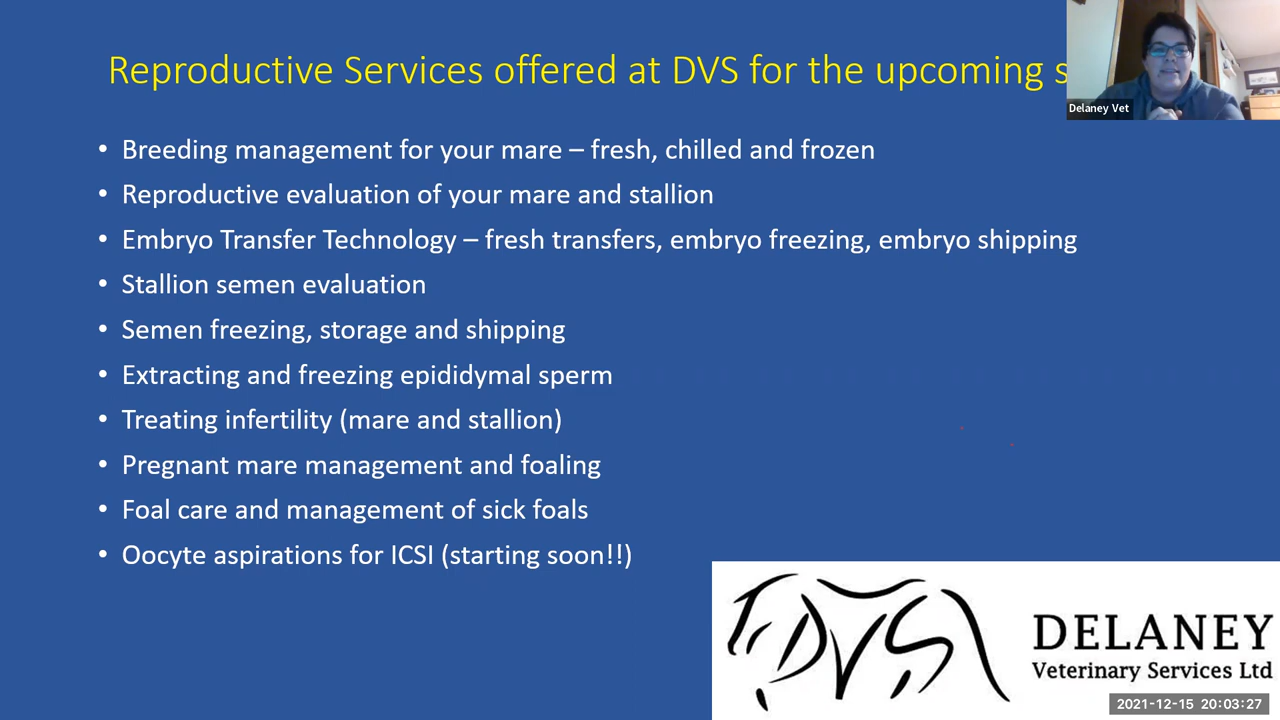 Reproductive Services offered at DVS for the upcoming s
Delaney Vet
• Breeding management for your mare – fresh, chilled and frozen
• Reproductive evaluation of your mare and stallion
• Embryo Transfer Technology – fresh transfers, embryo freezing, embryo shipping
• Stallion semen evaluation
• Semen freezing, storage and shipping
• Extracting and freezing epididymal sperm
• Treating infertility (mare and stallion)
• Pregnant mare management and foaling
• Foal care and management of sick foals
• Oocyte aspirations for ICSI (starting soon!!)
DVS
DELANEY
Veterinary Services Ltd
2021-12-15 20:03:27